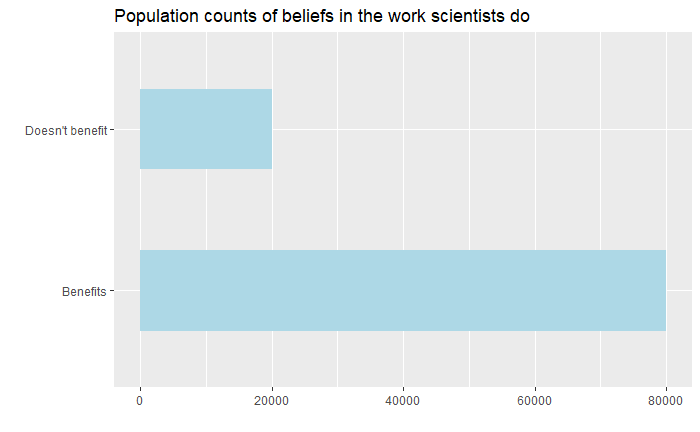 Population counts of beliefs in the work scientists do
Doesn't benefit
Benefits
0 20000 40000 60000 80000